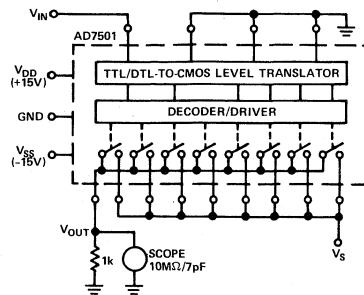 VIN
AD7501
VDD
(+15V)
TTL/DTL-TO-CMOS LEVEL TRANSLATOR
GND
DECODER/DRIVER
VSS
(-15V)
VOUT
1k
SCOPE
10MΩ/7pF
VS